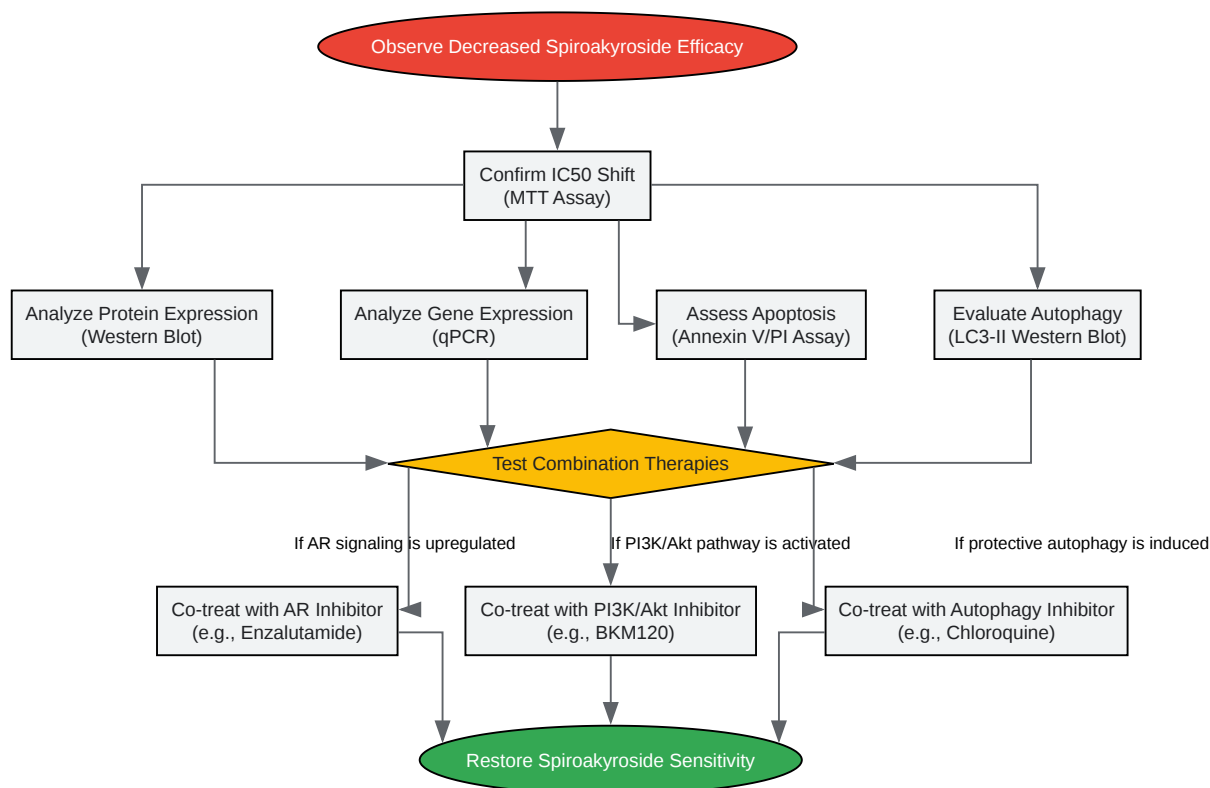 Observe Decreased Spiroakyroside Efficacy
Confirm IC50 Shift
(MTT Assay)
Analyze Protein Expression
(Western Blot)
Analyze Gene Expression
(qPCR)
Assess Apoptosis
(Annexin V/PI Assay)
Evaluate Autophagy
(LC3-II Western Blot)
Test Combination Therapies
If AR signaling is upregulated
If PI3K/Akt pathway is activated
If protective autophagy is induced
Co-treat with AR Inhibitor
(e.g., Enzalutamide)
Co-treat with PI3K/Akt Inhibitor
(e.g., BKM120)
Co-treat with Autophagy Inhibitor
(e.g., Chloroquine)
Restore Spiroakyroside Sensitivity